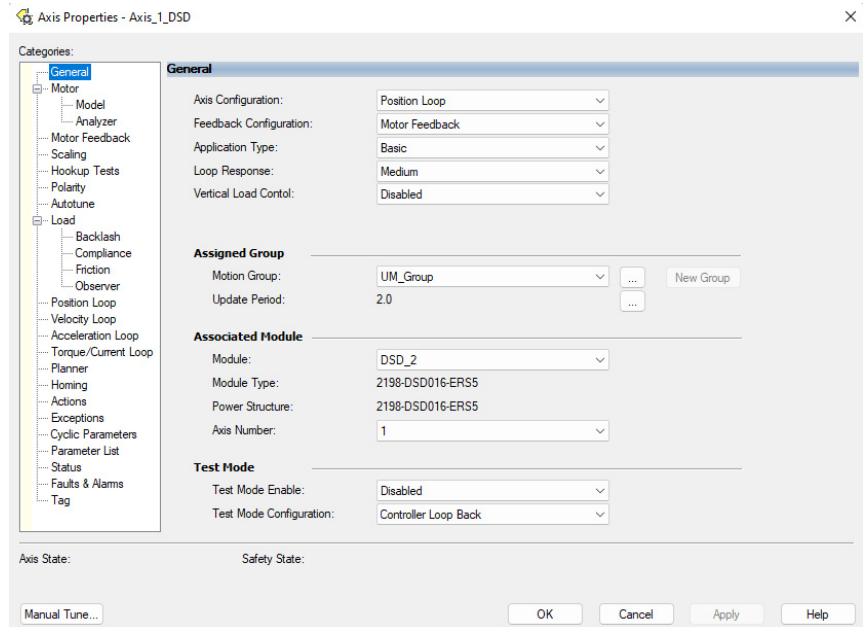 Axis Properties - Axis_1_DSD
Categories:
General
Motor
Model
Analyzer
Motor Feedback
Scaling
Hookup Tests
Polarity
Autotune
Load
Backlash
Compliance
Friction
Observer
Position Loop
Velocity Loop
Acceleration Loop
Torque/Current Loop
Planner
Homing
Actions
Exceptions
Cyclic Parameters
Parameter List
Status
Faults & Alarms
Tag
General
Axis Configuration: Position Loop
Feedback Configuration: Motor Feedback
Application Type: Basic
Loop Response: Medium
Vertical Load Contol: Disabled
Assigned Group
Motion Group: UM_Group ... New Group
Update Period: 2.0 ...
Associated Module
Module: DSD_2
Module Type: 2198-DSD016-ERS5
Power Structure: 2198-DSD016-ERS5
Axis Number: 1
Test Mode
Test Mode Enable: Disabled
Test Mode Configuration: Controller Loop Back
Axis State: Safety State:
Manual Tune... OK Cancel Apply Help